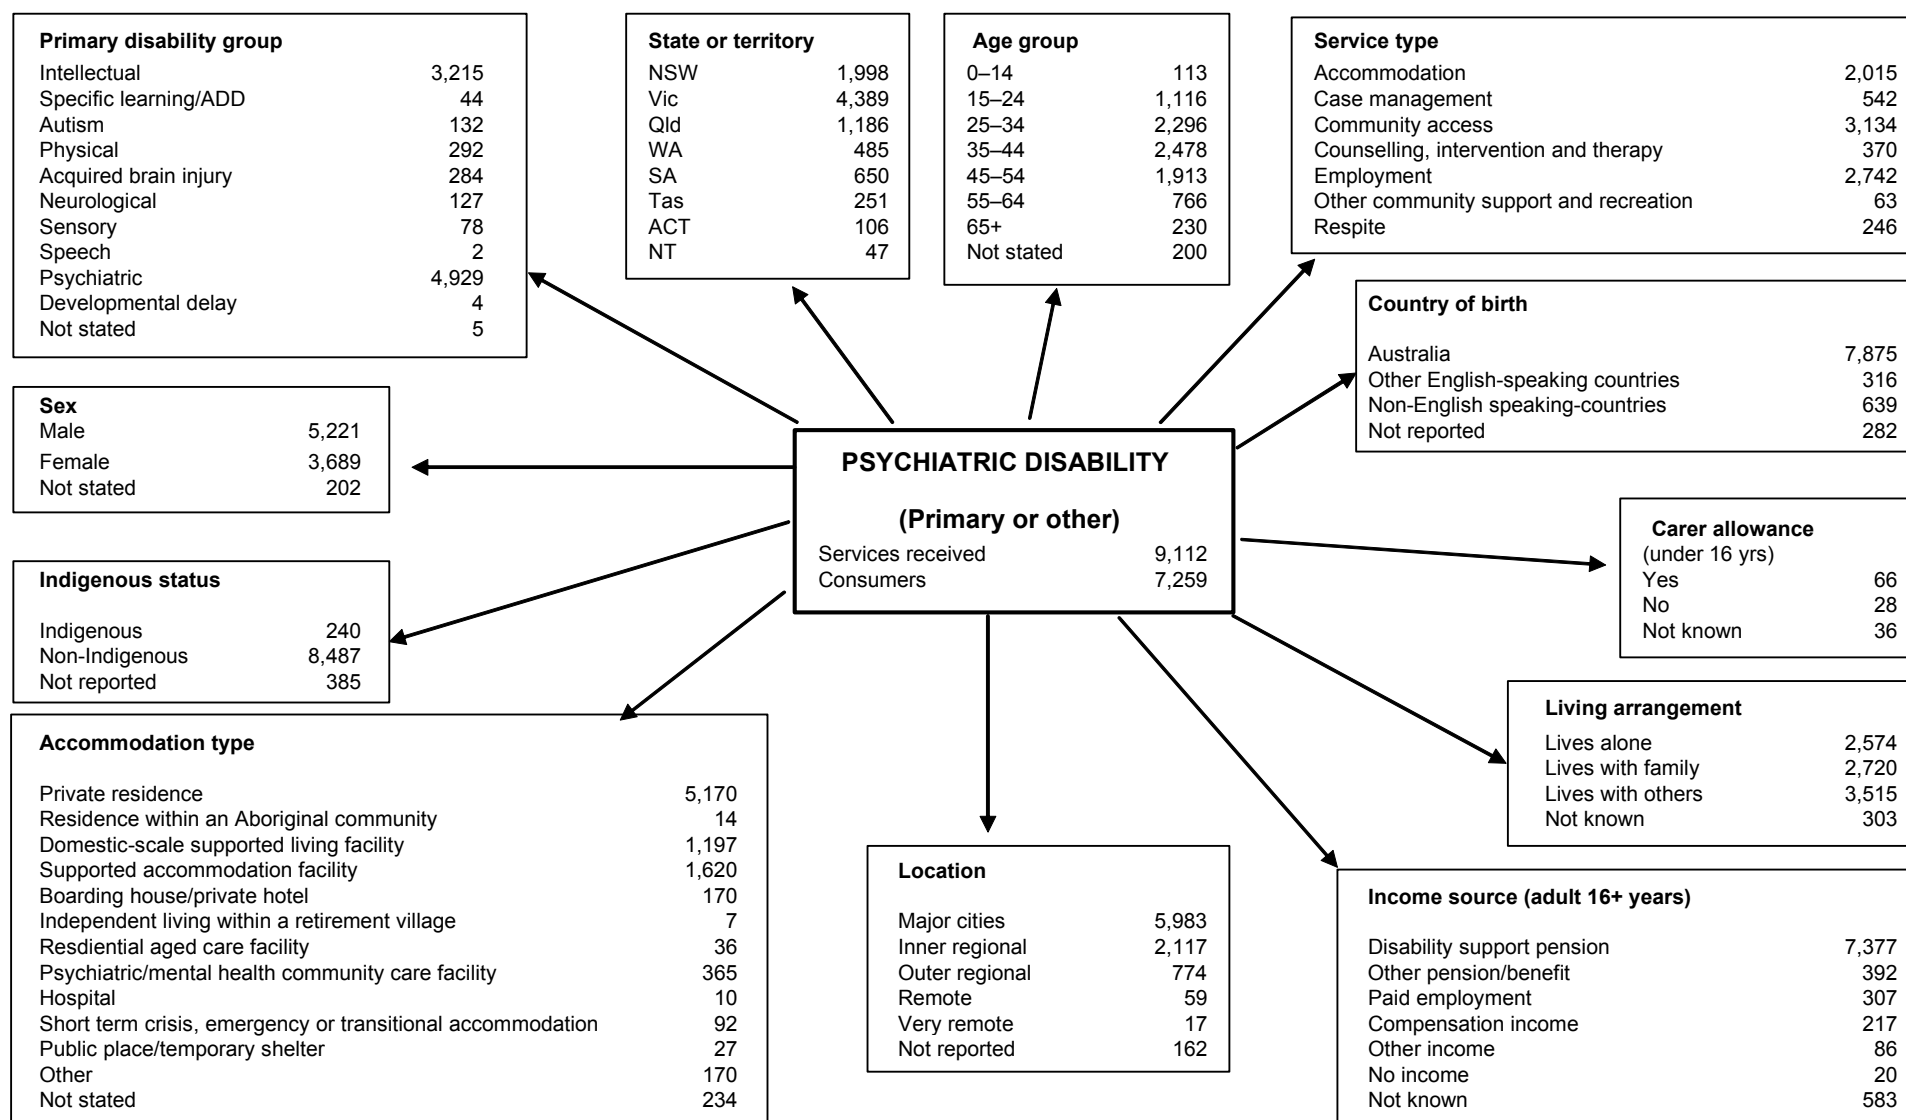 Primary disability group
Intellectual 3,215
Specific learning/ADD 44
Autism 132
Physical 292
Acquired brain injury 284
Neurological 127
Sensory 78
Speech 2
Psychiatric 4,929
Developmental delay 4
Not stated 5
State or territory
NSW 1,998
Vic 4,389
Qld 1,186
WA 485
SA 650
Tas 251
ACT 106
NT 47
Age group
0–14 113
15–24 1,116
25–34 2,296
35–44 2,478
45–54 1,913
55–64 766
65+ 230
Not stated 200
Service type
Accommodation 2,015
Case management 542
Community access 3,134
Counselling, intervention and therapy 370
Employment 2,742
Other community support and recreation 63
Respite 246
Country of birth
Australia 7,875
Other English-speaking countries 316
Non-English speaking-countries 639
Not reported 282
Sex
Male 5,221
Female 3,689
Not stated 202
PSYCHIATRIC DISABILITY
(Primary or other)
Services received 9,112
Consumers 7,259
Carer allowance
(under 16 yrs)
Yes 66
No 28
Not known 36
Indigenous status
Indigenous 240
Non-Indigenous 8,487
Not reported 385
Living arrangement
Lives alone 2,574
Lives with family 2,720
Lives with others 3,515
Not known 303
Accommodation type
Private residence 5,170
Residence within an Aboriginal community 14
Domestic-scale supported living facility 1,197
Supported accommodation facility 1,620
Boarding house/private hotel 170
Independent living within a retirement village 7
Resdiential aged care facility 36
Psychiatric/mental health community care facility 365
Hospital 10
Short term crisis, emergency or transitional accommodation 92
Public place/temporary shelter 27
Other 170
Not stated 234
Location
Major cities 5,983
Inner regional 2,117
Outer regional 774
Remote 59
Very remote 17
Not reported 162
Income source (adult 16+ years)
Disability support pension 7,377
Other pension/benefit 392
Paid employment 307
Compensation income 217
Other income 86
No income 20
Not known 583